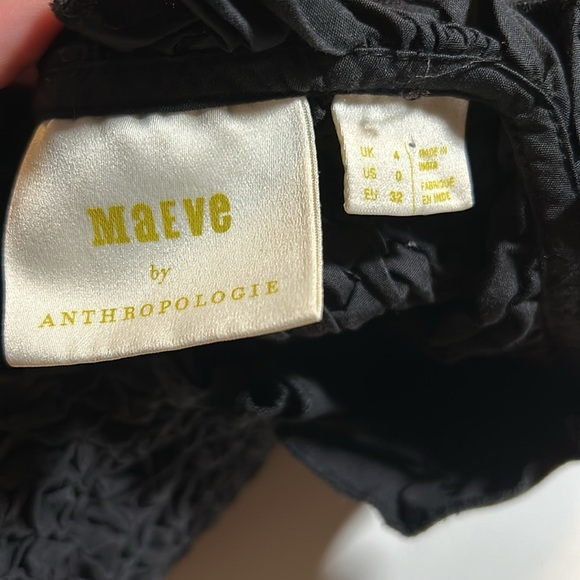 MaEVe
by
ANTHROPOLOGIE
UK 4
US 0
EU 32
MADE IN
INDIA
FABRIQUÉ
EN INDE